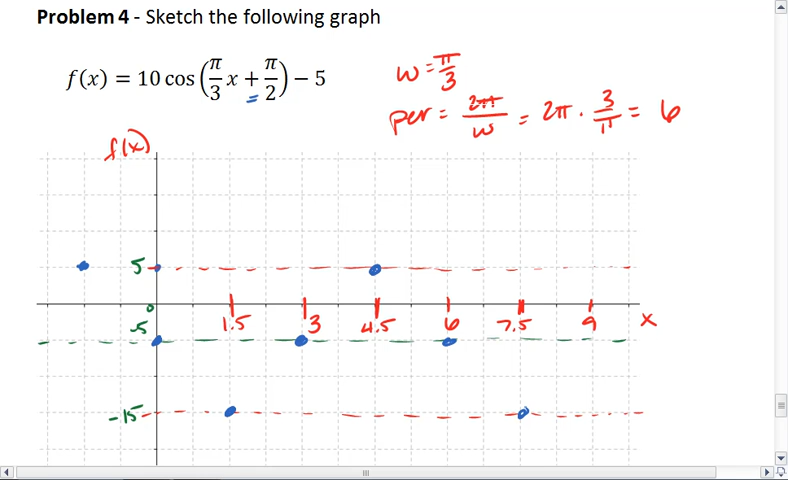 Problem 4 - Sketch the following graph
f(x) = 10 cos(π/3 x + π/2) − 5
w = π/3
per = 2π/w = 2π · 3/π = 6
f(x)
5
0
1.5 3 4.5 6 7.5 9 x
-5
-15